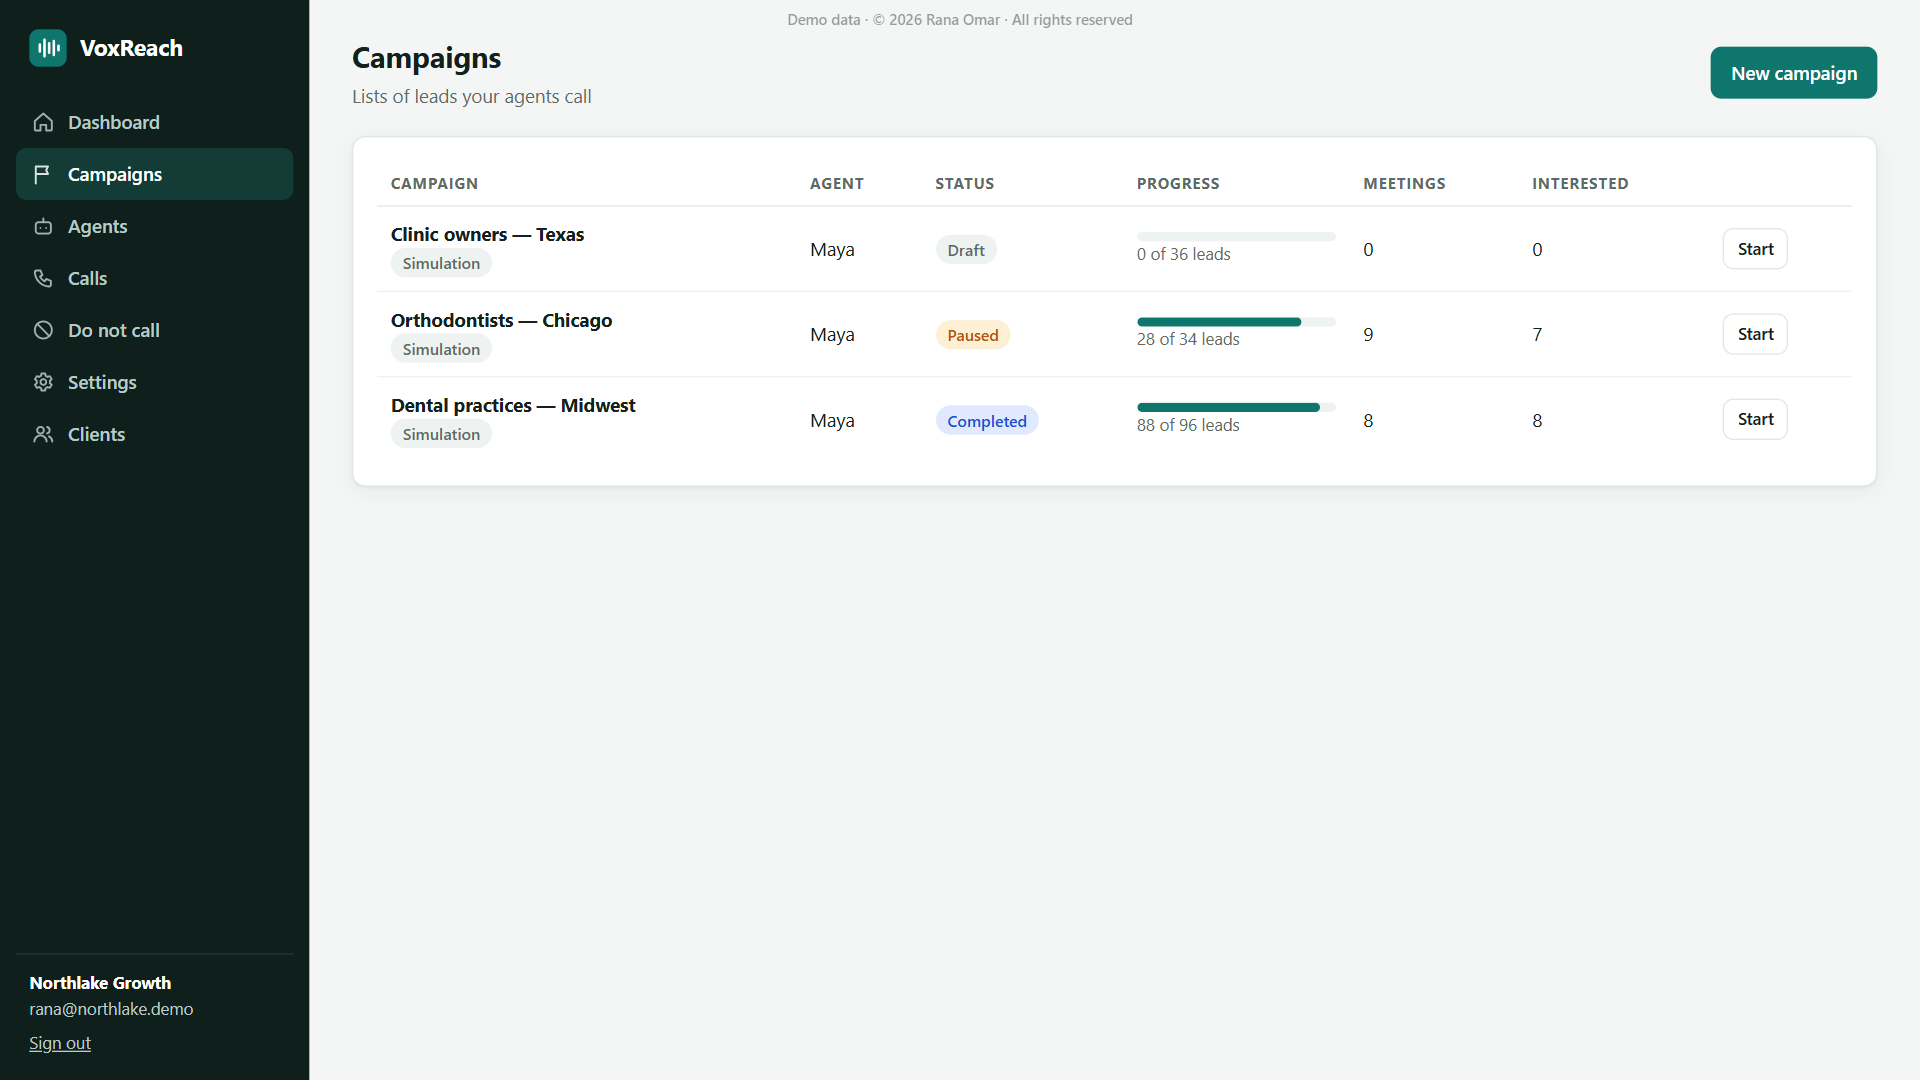 Demo data · © 2026 Rana Omar · All rights reserved
VoxReach
Dashboard
Campaigns
Agents
Calls
Do not call
Settings
Clients
Northlake Growth
rana@northlake.demo
Sign out
Campaigns
Lists of leads your agents call
New campaign
CAMPAIGN AGENT STATUS PROGRESS MEETINGS INTERESTED
Clinic owners — Texas
Simulation
Maya Draft 0 of 36 leads 0 0 Start
Orthodontists — Chicago
Simulation
Maya Paused 28 of 34 leads 9 7 Start
Dental practices — Midwest
Simulation
Maya Completed 88 of 96 leads 8 8 Start